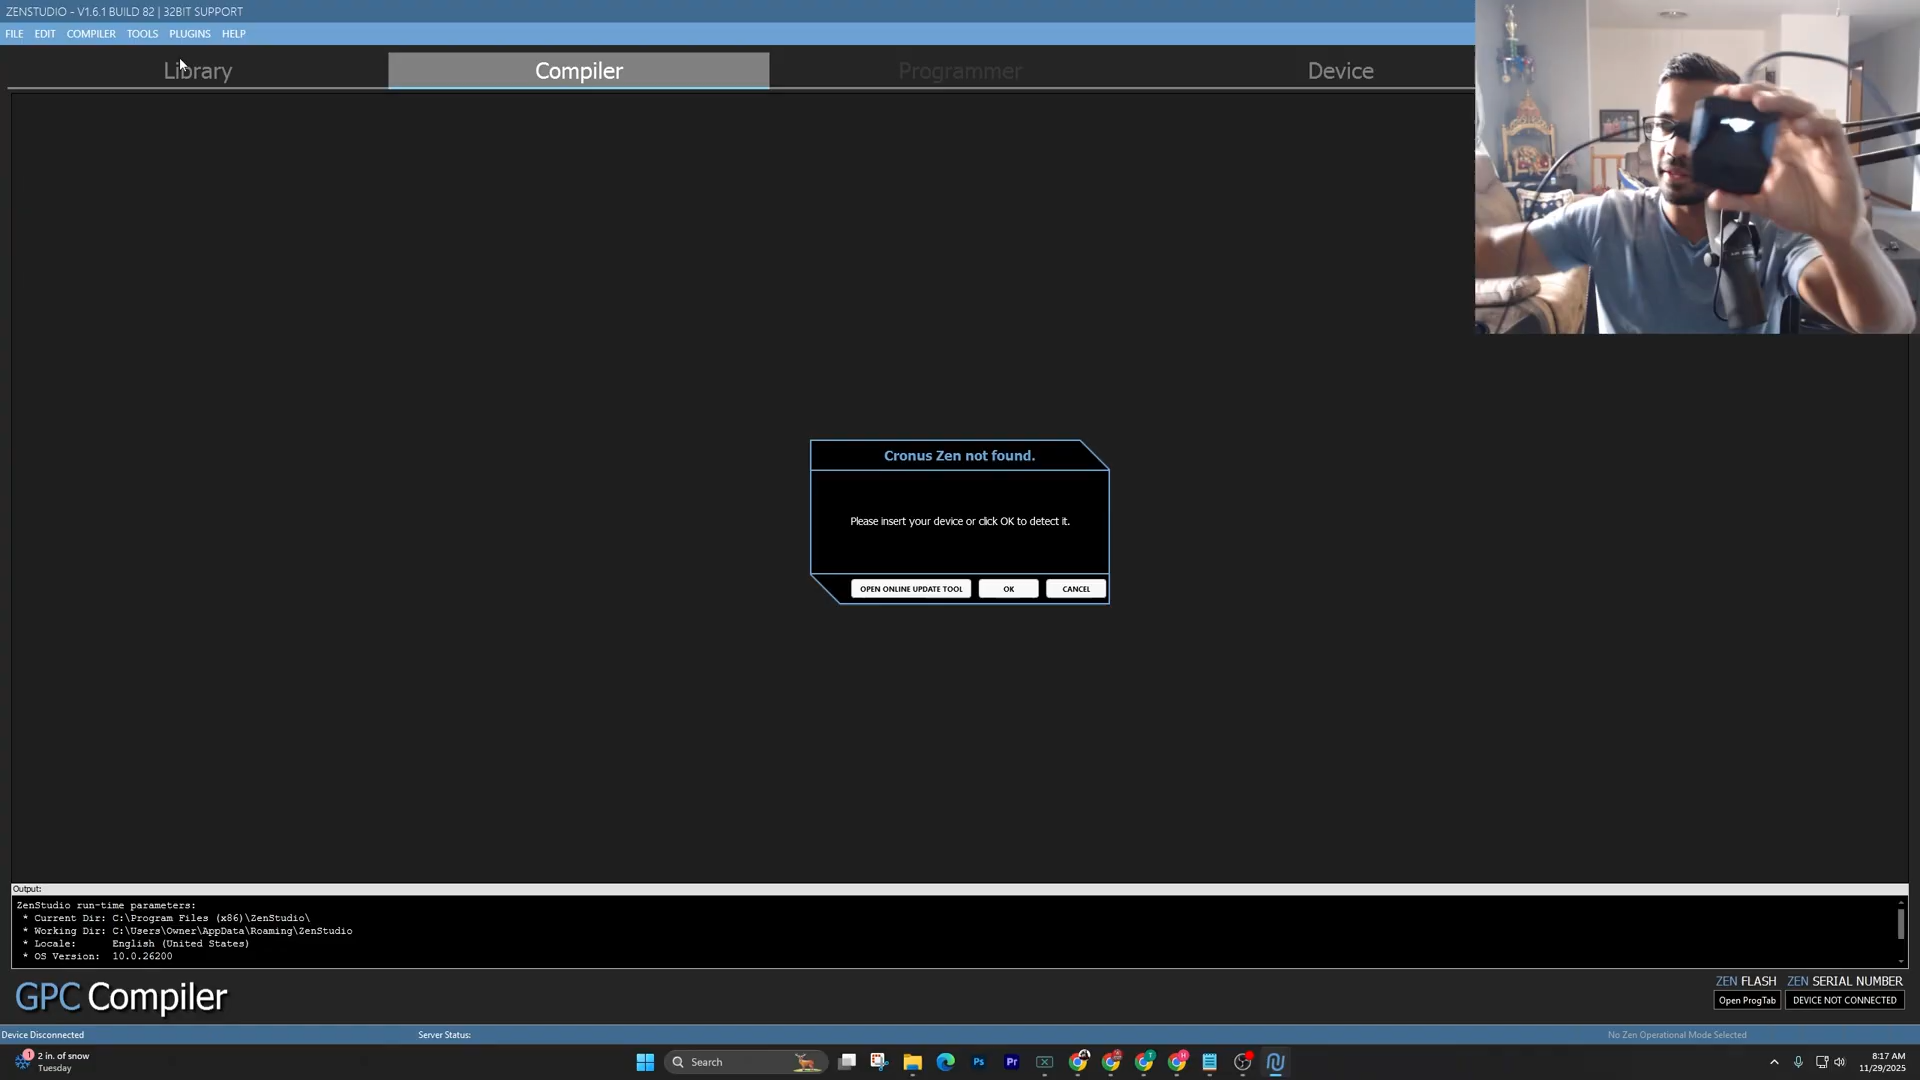 ZENSTUDIO - V1.6.1 BUILD 82 | 32BIT SUPPORT
FILE EDIT COMPILER TOOLS PLUGINS HELP
Library Compiler Programmer Device
Cronus Zen not found.
Please insert your device or click OK to detect it.
OPEN ONLINE UPDATE TOOL OK CANCEL
Output:
ZenStudio run-time parameters:
* Current Dir: C:\Program Files (x86)\ZenStudio\
* Working Dir: C:\Users\Owner\AppData\Roaming\ZenStudio
* Locale: English (United States)
* OS Version: 10.0.26200
GPC Compiler
ZEN FLASH ZEN SERIAL NUMBER
Open ProgTab DEVICE NOT CONNECTED
Device Disconnected Server Status: No Zen Operational Mode Selected
1 2 in. of snow
Tuesday
Search
Ps Pr
8:17 AM
11/29/2025